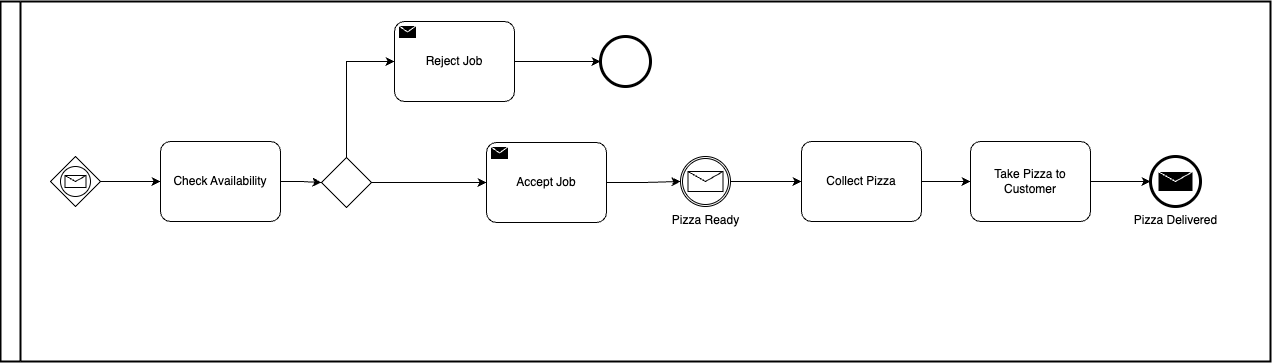 Reject Job
Check Availability
Accept Job
Pizza Ready
Collect Pizza
Take Pizza to
Customer
Pizza Delivered